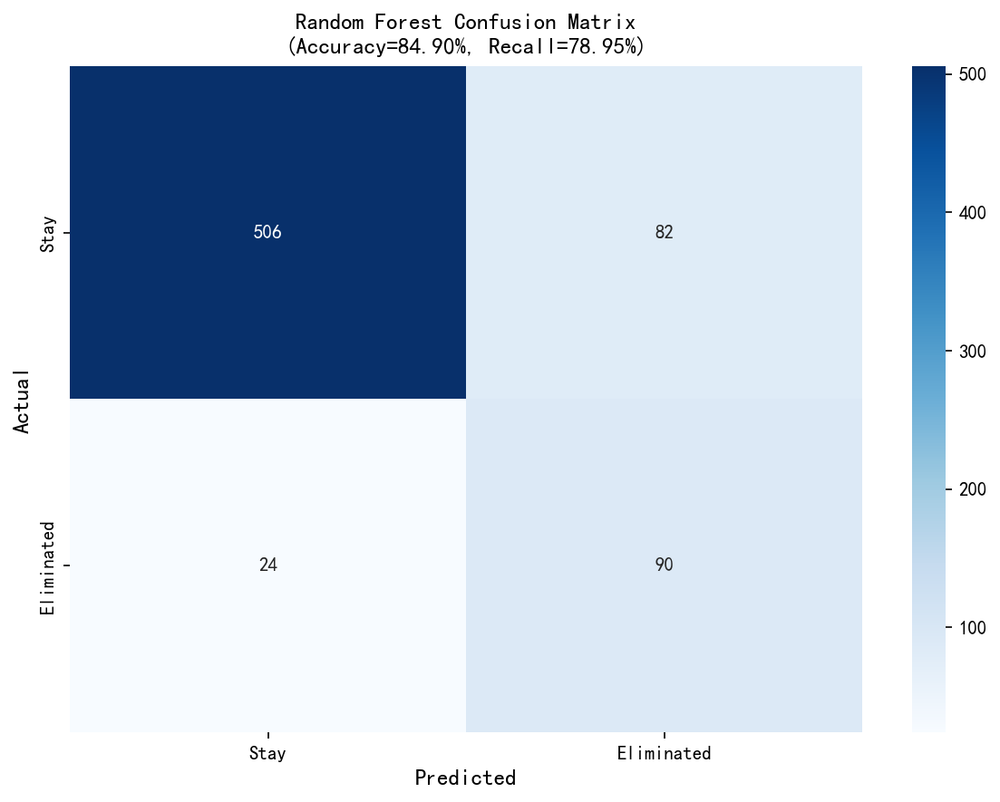 Random Forest Confusion Matrix
(Accuracy=84.90%, Recall=78.95%)
Actual
Stay
506
82
Eliminated
24
90
Stay
Eliminated
Predicted
500
400
300
200
100